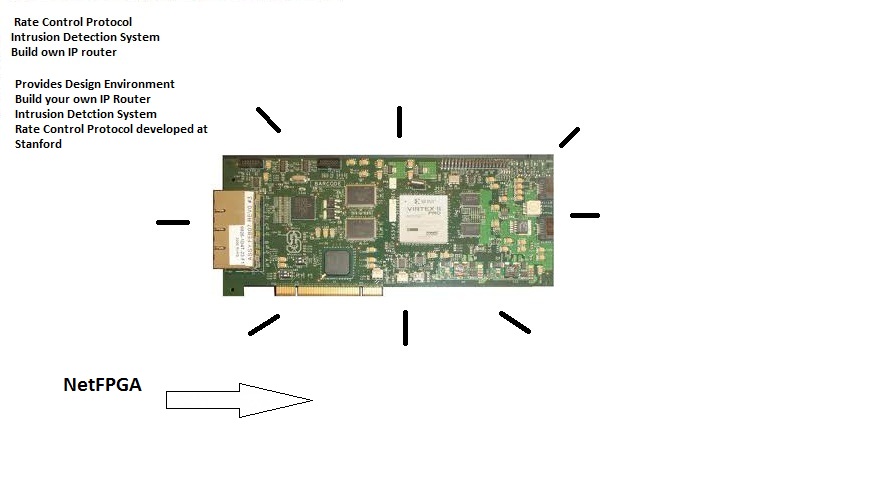 Rate Control Protocol
Intrusion Detection System
Build own IP router
Provides Design Environment
Build your own IP Router
Intrusion Detction System
Rate Control Protocol developed at
Stanford
BARCODE
XILINX
VIRTEX-II
PRO
NetFPGA